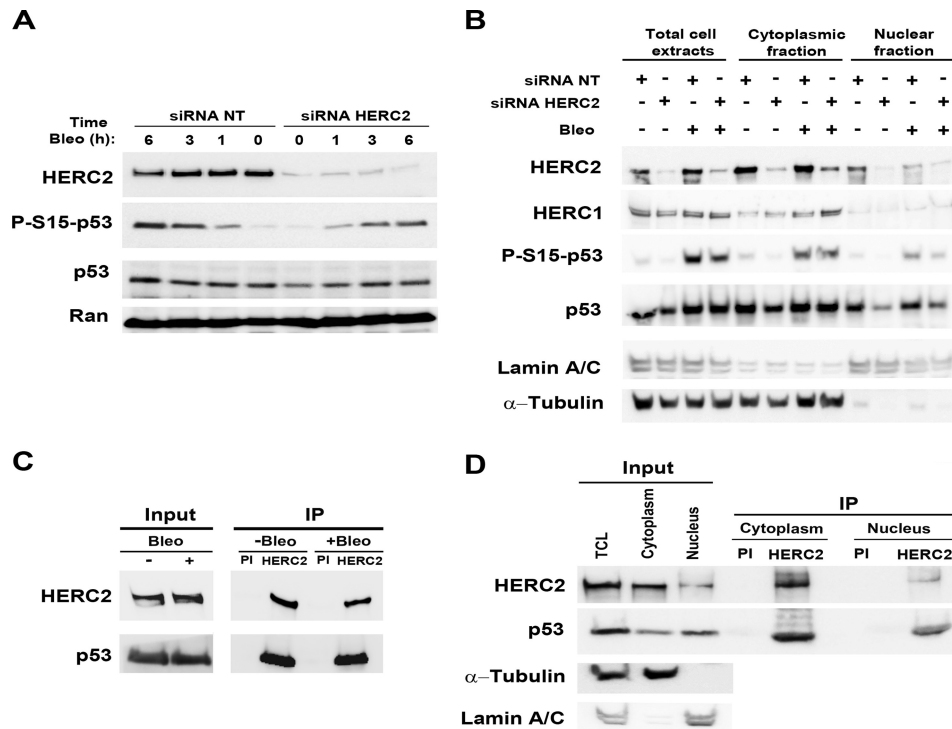 A
siRNA NT siRNA HERC2
Time
Bleo (h): 6 3 1 0 0 1 3 6
HERC2
P-S15-p53
p53
Ran
B
Total cell extracts Cytoplasmic fraction Nuclear fraction
siRNA NT + - + - + - + - + - + -
siRNA HERC2 - + - + - + - + - + - +
Bleo - - + + - - + + - - + +
HERC2
HERC1
P-S15-p53
p53
Lamin A/C
α–Tubulin
C
Input IP
Bleo -Bleo +Bleo
- + PI HERC2 PI HERC2
HERC2
p53
D
Input
IP
TCL Cytoplasm Nucleus
Cytoplasm Nucleus
PI HERC2 PI HERC2
HERC2
p53
α–Tubulin
Lamin A/C